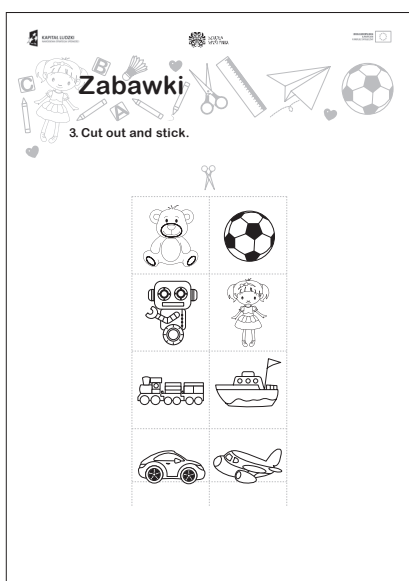 KAPITAŁ LUDZKI
Zabawki
3. Cut out and stick.
C
B
A